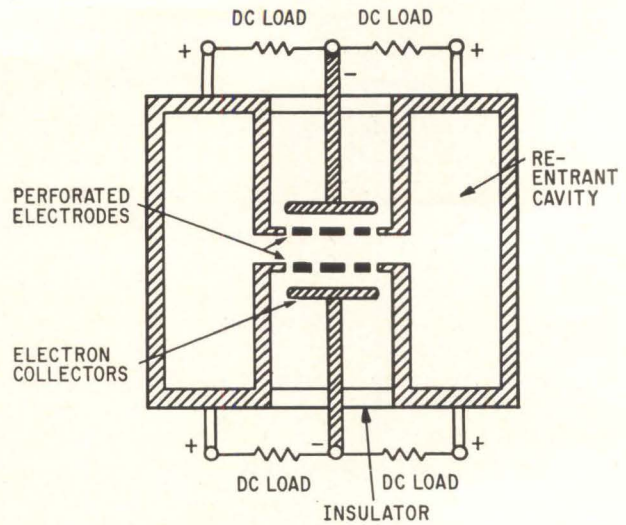 DC LOAD DC LOAD
+ +
−
RE-
ENTRANT
CAVITY
PERFORATED
ELECTRODES
ELECTRON
COLLECTORS
+ − +
DC LOAD DC LOAD
INSULATOR